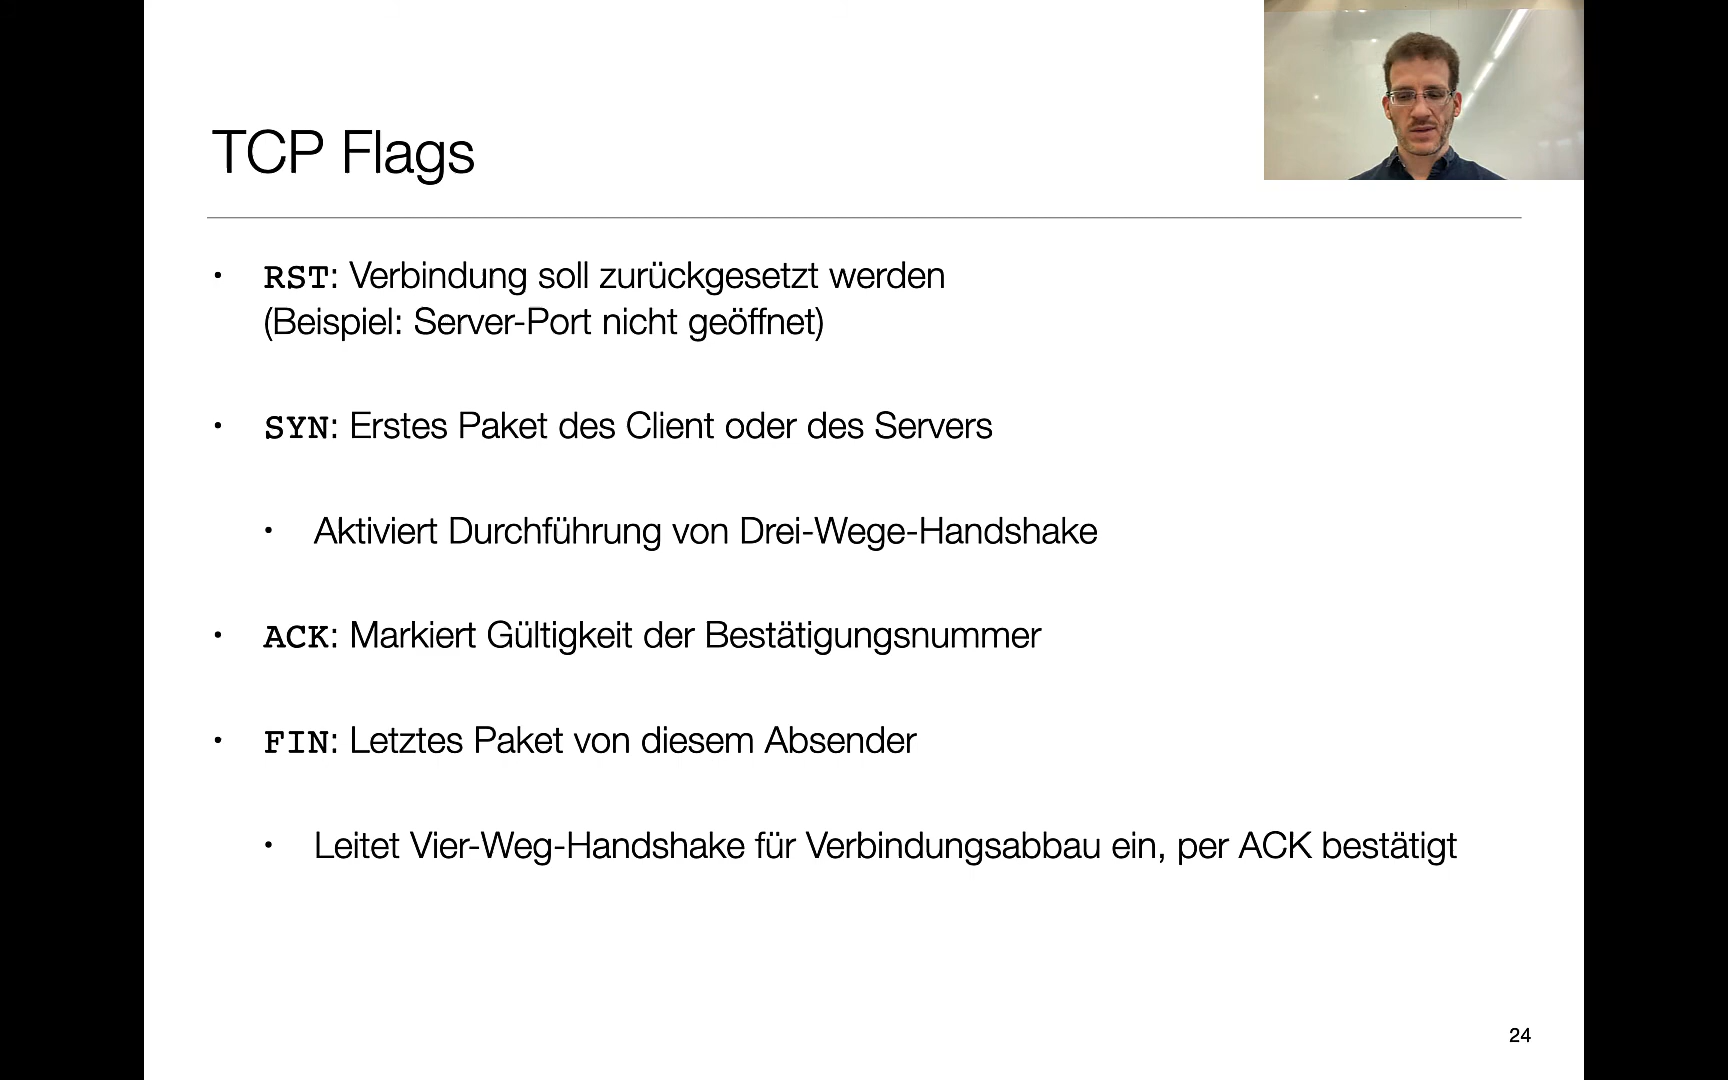 TCP Flags
• RST: Verbindung soll zurückgesetzt werden
(Beispiel: Server-Port nicht geöffnet)
• SYN: Erstes Paket des Client oder des Servers
• Aktiviert Durchführung von Drei-Wege-Handshake
• ACK: Markiert Gültigkeit der Bestätigungsnummer
• FIN: Letztes Paket von diesem Absender
• Leitet Vier-Weg-Handshake für Verbindungsabbau ein, per ACK bestätigt
24